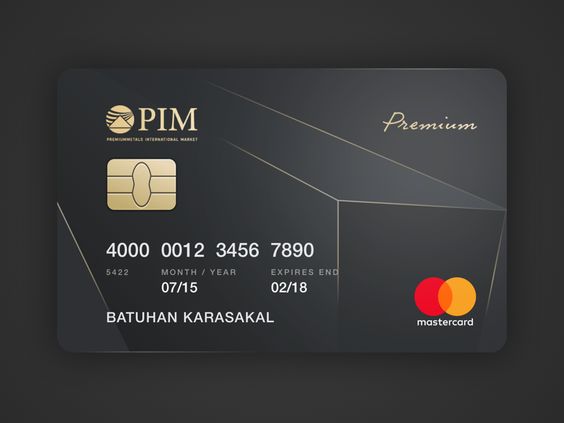 PIM
PREMIUMMETALS INTERNATIONAL MARKET
Premium
4000 0012 3456 7890
5422 MONTH / YEAR EXPIRES END
07/15 02/18
BATUHAN KARASAKAL
mastercard